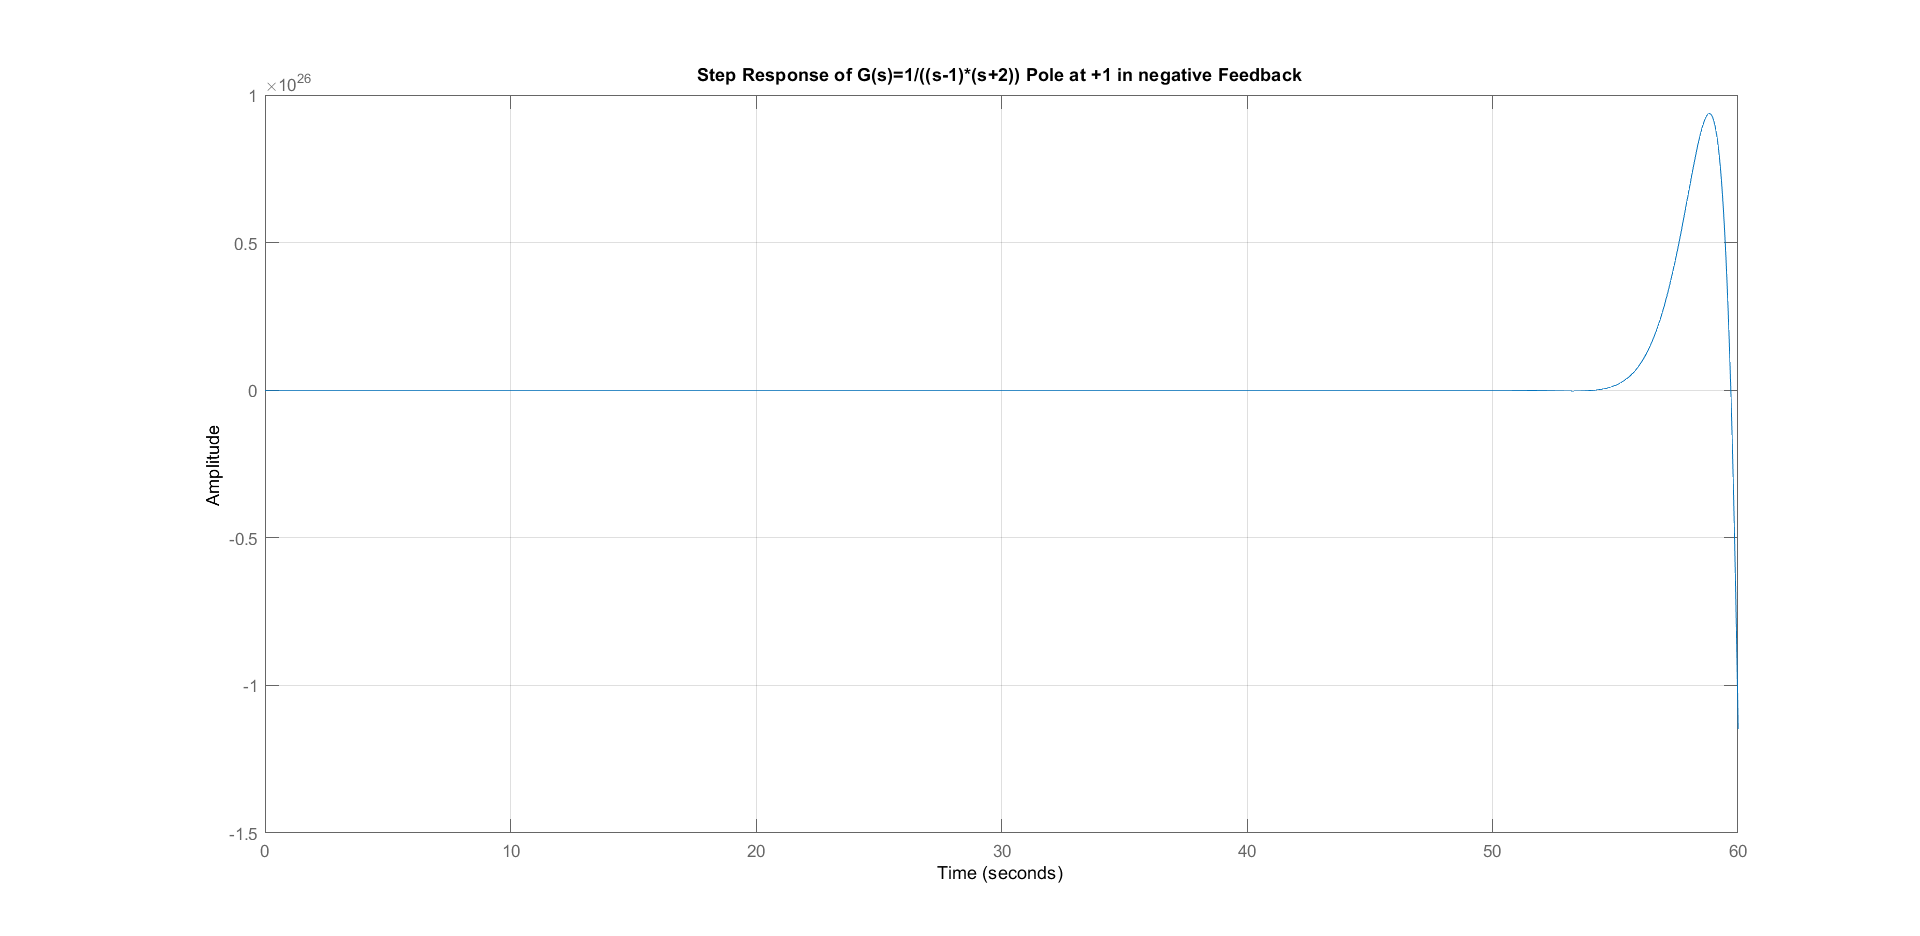 Step Response of G(s)=1/((s-1)*(s+2)) Pole at +1 in negative Feedback
×10^26
1
0.5
0
-0.5
-1
-1.5
Amplitude
0 10 20 30 40 50 60
Time (seconds)